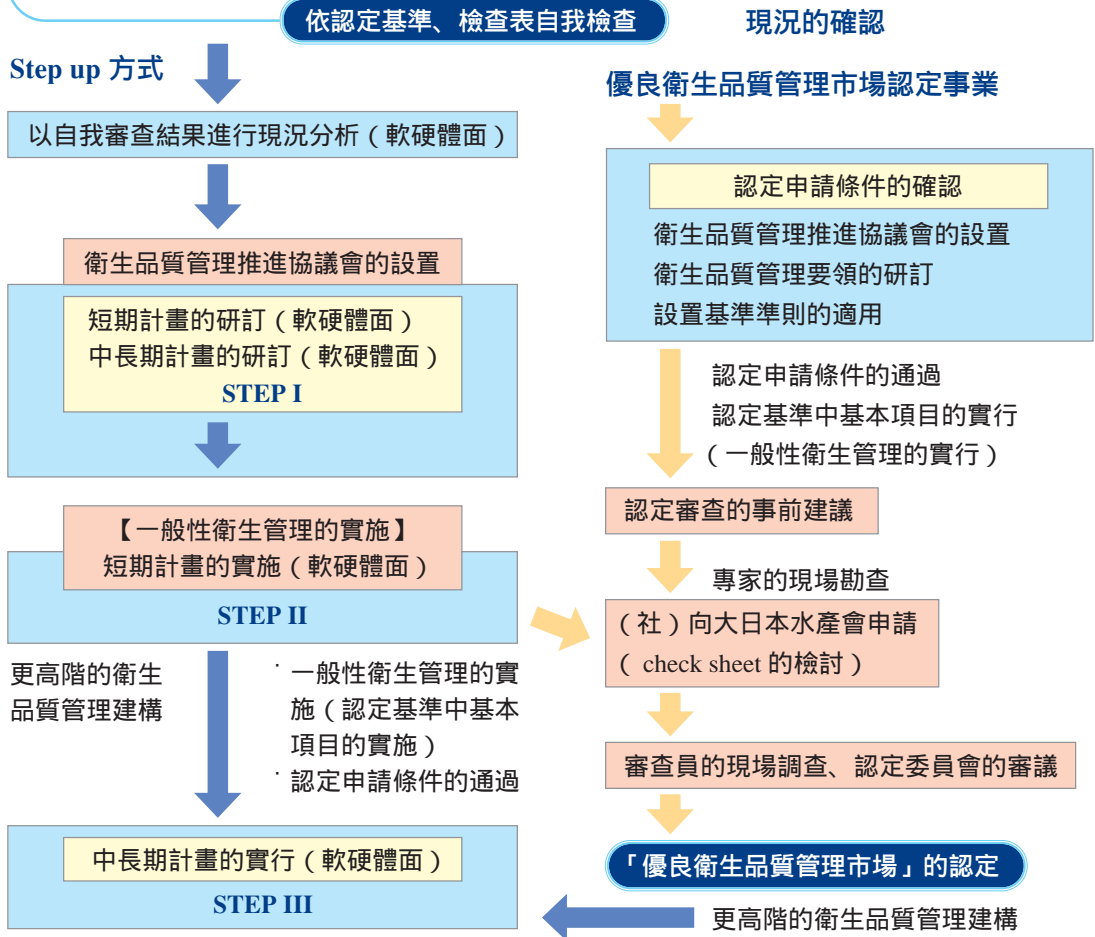 依認定基準、檢查表自我檢查
現況的確認
Step up 方式
以自我審查結果進行現況分析（軟硬體面）
衛生品質管理推進協議會的設置
短期計畫的研訂（軟硬體面）
中長期計畫的研訂（軟硬體面）
STEP I
【一般性衛生管理的實施】
短期計畫的實施（軟硬體面）
STEP II
更高階的衛生
品質管理建構
˙一般性衛生管理的實
施（認定基準中基本
項目的實施）
˙認定申請條件的通過
中長期計畫的實行（軟硬體面）
STEP III
優良衛生品質管理市場認定事業
認定申請條件的確認
衛生品質管理推進協議會的設置
衛生品質管理要領的研訂
設置基準準則的適用
認定申請條件的通過
認定基準中基本項目的實行
（一般性衛生管理的實行）
認定審查的事前建議
專家的現場勘查
（社）向大日本水產會申請
（ check sheet 的檢討）
審查員的現場調查、認定委員會的審議
「優良衛生品質管理市場」的認定
更高階的衛生品質管理建構